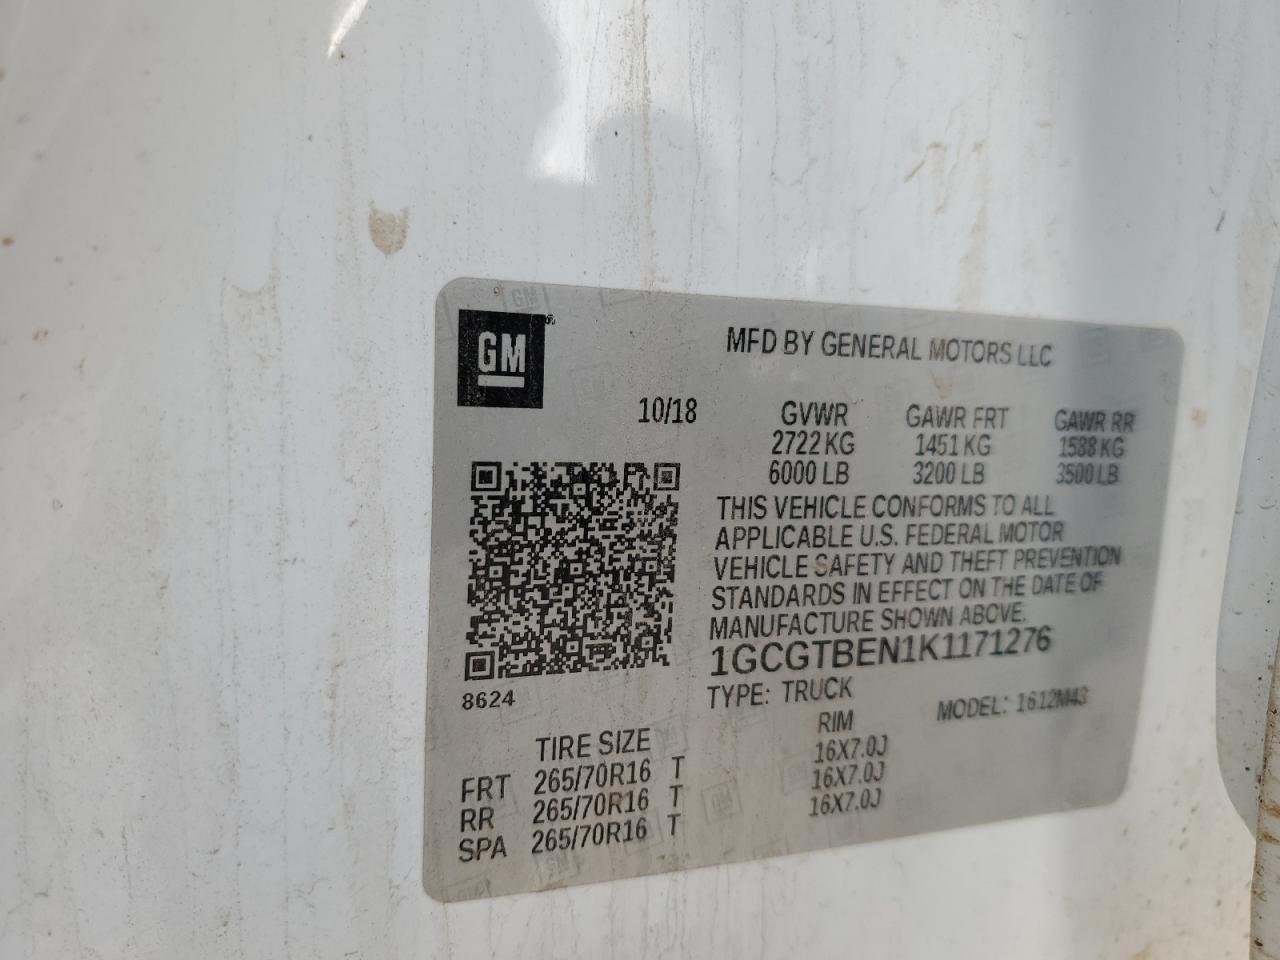 GM
MFD BY GENERAL MOTORS LLC
10/18
GVWR GAWR FRT GAWR RR
2722 KG 1451 KG 1588 KG
6000 LB 3200 LB 3500 LB
THIS VEHICLE CONFORMS TO ALL
APPLICABLE U.S. FEDERAL MOTOR
VEHICLE SAFETY AND THEFT PREVENTION
STANDARDS IN EFFECT ON THE DATE OF
MANUFACTURE SHOWN ABOVE.
1GCGTBEN1K1171276
8624
TYPE: TRUCK MODEL: 1612M43
TIRE SIZE RIM
FRT 265/70R16 T 16X7.0J
RR 265/70R16 T 16X7.0J
SPA 265/70R16 T 16X7.0J